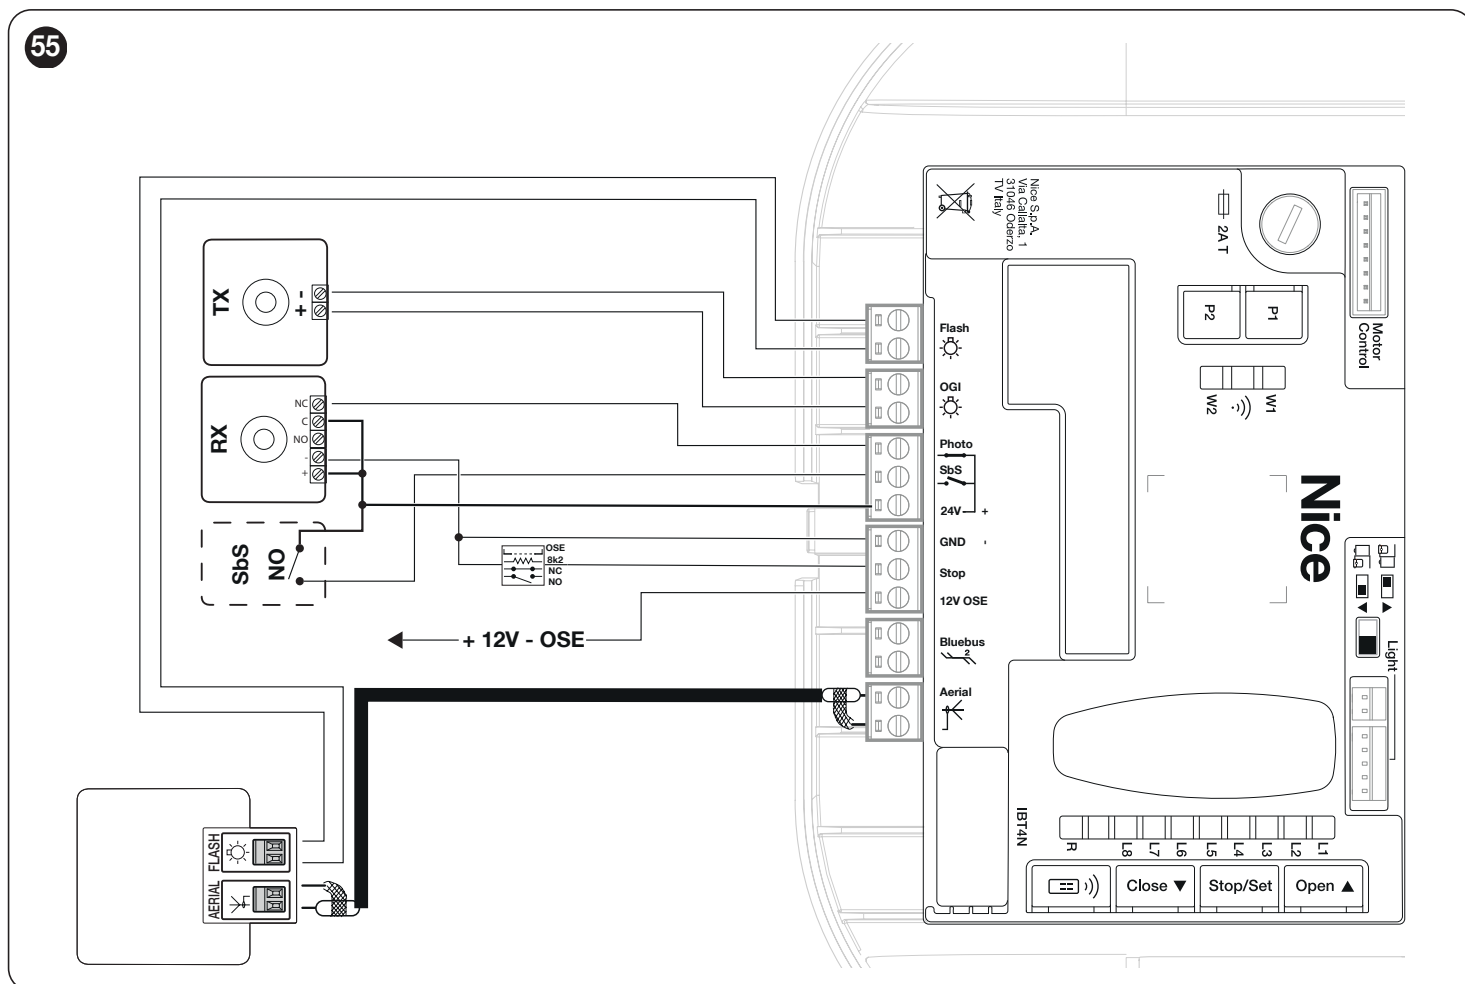 55
TX
-
+
RX
NC
C
NO
-
+
SbS
NO
OSE
8k2
NC
NO
+ 12V - OSE
FLASH
AERIAL
Flash
OGI
Photo
SbS
24V
+
GND
-
Stop
12V OSE
Bluebus
2
Aerial
Nice S.p.A.
Via Callalta, 1
31046 Oderzo
TV Italy
2A T
P2
P1
Motor
Control
W2
W1
Nice
Light
IBT4N
R
L8
L7
L6
L5
L4
L3
L2
L1
Close ▼
Stop/Set
Open ▲